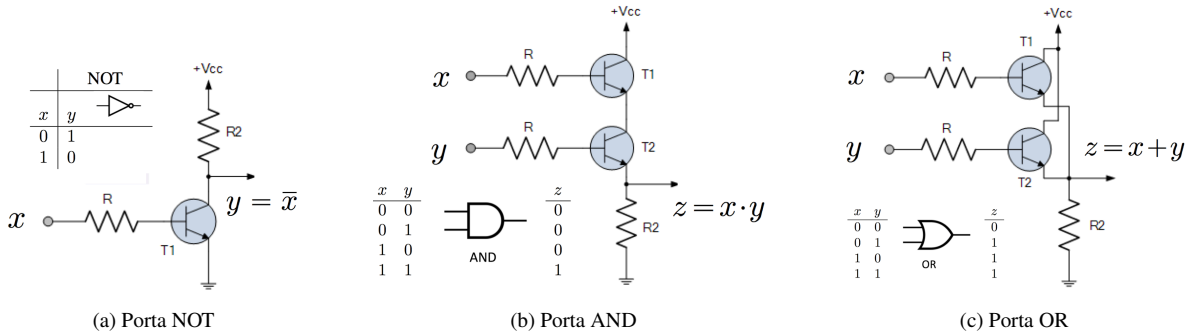 NOT
x y
0 1
1 0
+Vcc
R2
R
x
T1
y = x̅
(a) Porta NOT
+Vcc
R
x
T1
R
y
T2
x y z
0 0 0
0 1 0
1 0 0
1 1 1
AND
z = x · y
R2
(b) Porta AND
+Vcc
T1
R
x
R
y
T2
z = x + y
x y z
0 0 0
0 1 1
1 0 1
1 1 1
OR
R2
(c) Porta OR